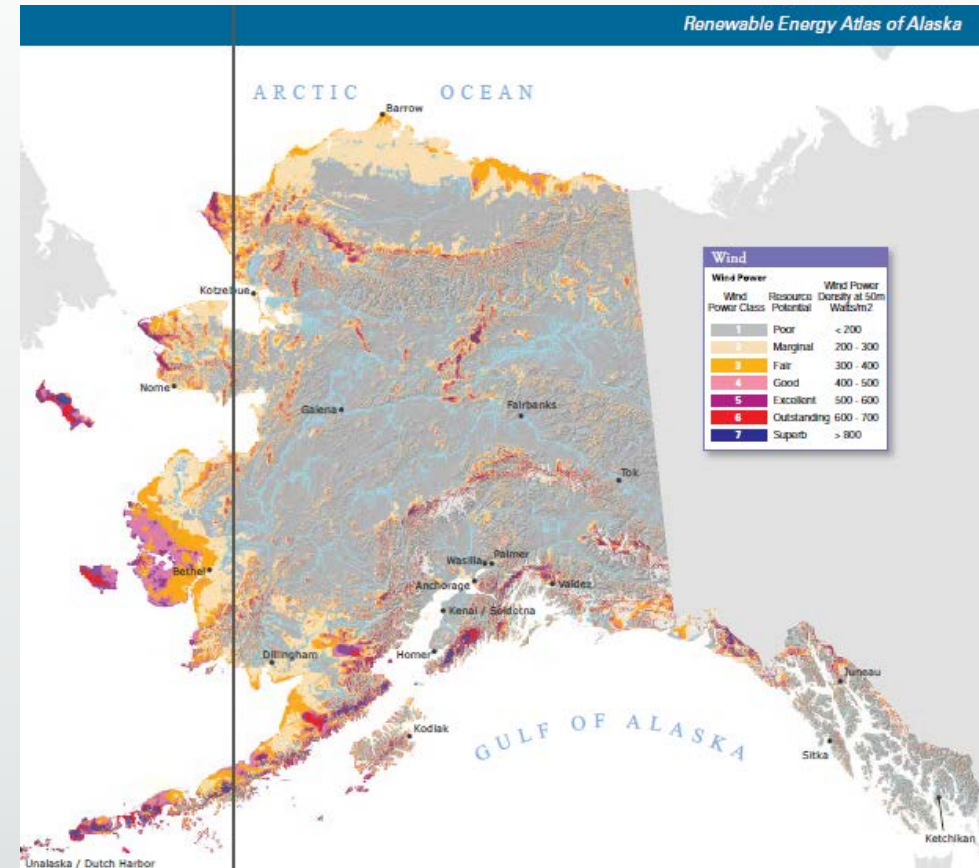 Renewable Energy Atlas of Alaska
ARCTIC OCEAN
Barrow
Kotzebue
Nome
Galena
Fairbanks
Tok
Bethel
Wasilla
Palmer
Anchorage
Valdez
Kenai / Soldotna
Dillingham
Homer
Juneau
Kodiak
GULF OF ALASKA
Sitka
Ketchikan
Unalaska / Dutch Harbor
Wind
Wind Power
Wind Power Class
Resource Potential
Wind Power Density at 50m Watts/m2
1 Poor < 200
2 Marginal 200 - 300
3 Fair 300 - 400
4 Good 400 - 500
5 Excellent 500 - 600
6 Outstanding 600 - 700
7 Superb > 800